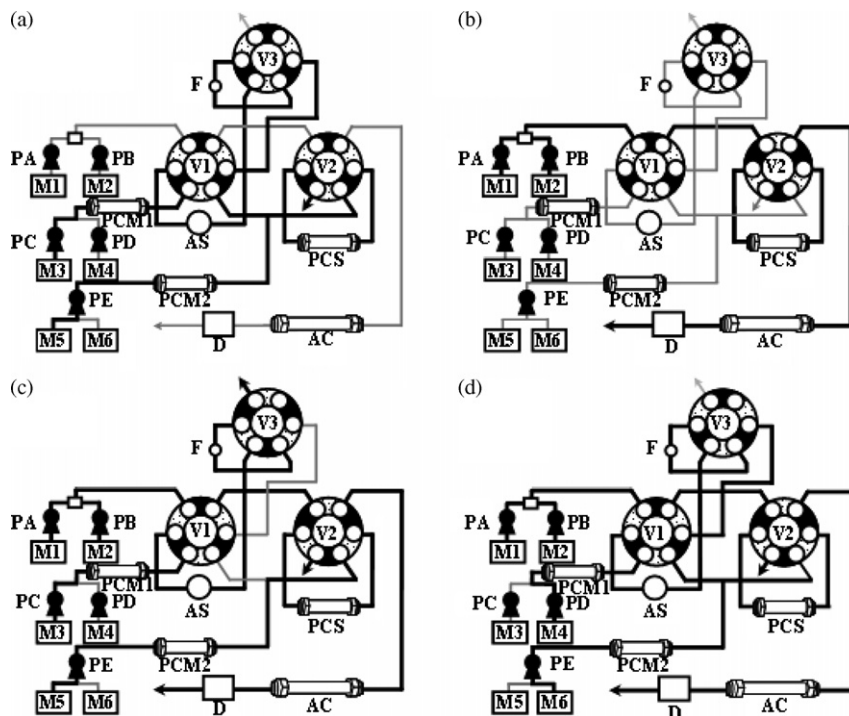 (a)
V3
F
PA
PB
V1
V2
M1
M2
PCM1
AS
PC
PD
PCS
M3
M4
PE
PCM2
M5
M6
D
AC
(b)
V3
F
PA
PB
V1
V2
M1
M2
PCM1
AS
PC
PD
PCS
M3
M4
PE
PCM2
M5
M6
D
AC
(c)
V3
F
PA
PB
V1
V2
M1
M2
PCM1
AS
PC
PD
PCS
M3
M4
PE
PCM2
M5
M6
D
AC
(d)
V3
F
PA
PB
V1
V2
M1
M2
PCM1
AS
PC
PD
PCS
M3
M4
PE
PCM2
M5
M6
D
AC